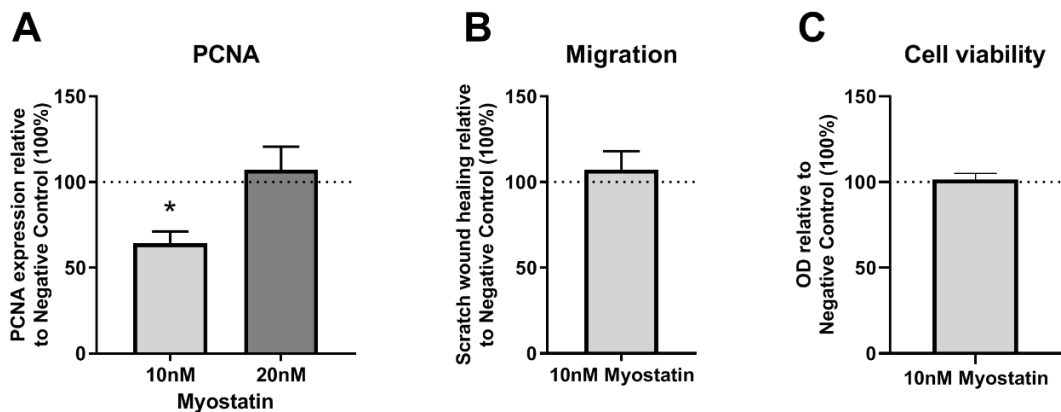 A
PCNA
PCNA expression relative
to Negative Control (100%)
150
100
50
0
*
10nM
20nM
Myostatin
B
Migration
Scratch wound healing relative
to Negative Control (100%)
150
100
50
0
10nM Myostatin
C
Cell viability
OD relative to
Negative Control (100%)
150
100
50
0
10nM Myostatin